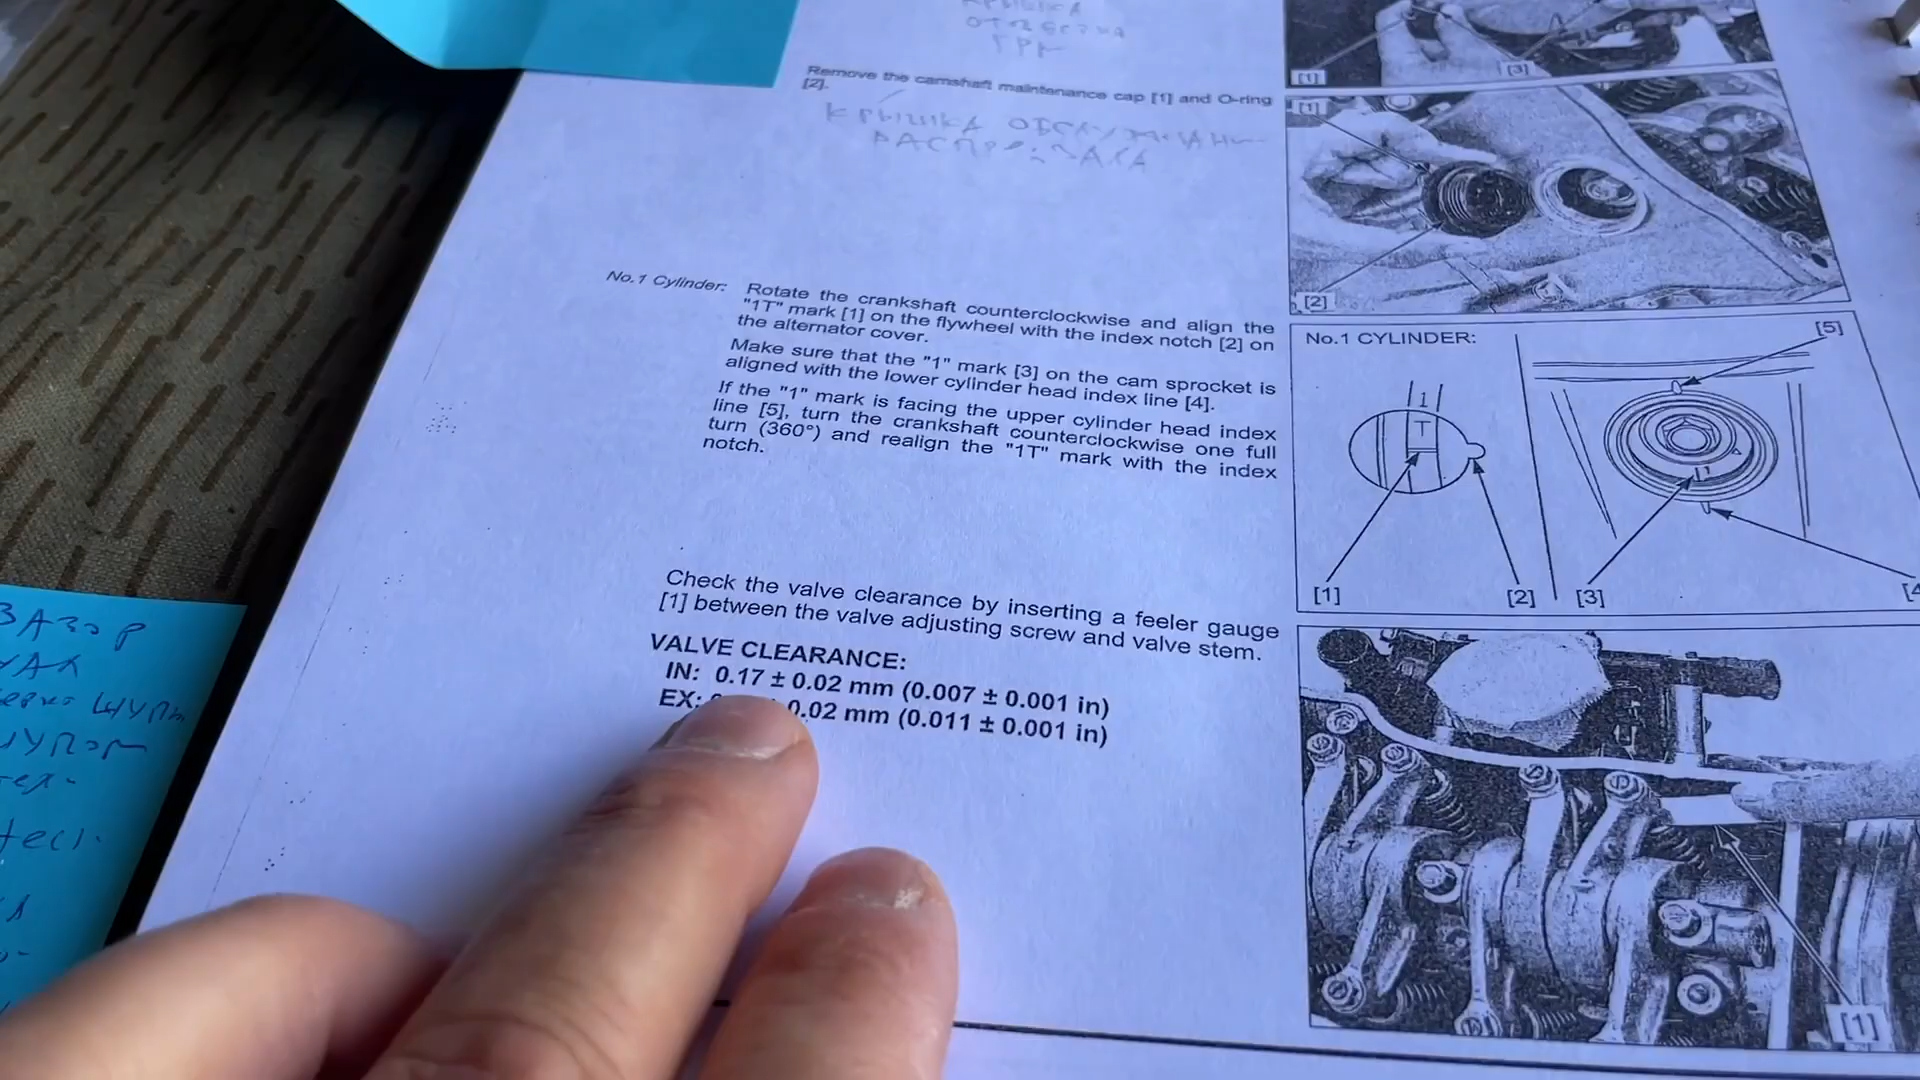 КРЫШКА
ОТВЕРСТИЯ
ГРМ
Remove the camshaft maintenance cap [1] and O-ring
[2].
КРЫШКА ОБСЛУЖИВАНИ
РАСПРЕДВАЛА
No.1 Cylinder: Rotate the crankshaft counterclockwise and align the
"1T" mark [1] on the flywheel with the index notch [2] on
the alternator cover.
Make sure that the "1" mark [3] on the cam sprocket is
aligned with the lower cylinder head index line [4].
If the "1" mark is facing the upper cylinder head index
line [5], turn the crankshaft counterclockwise one full
turn (360°) and realign the "1T" mark with the index
notch.
Check the valve clearance by inserting a feeler gauge
[1] between the valve adjusting screw and valve stem.
VALVE CLEARANCE:
IN: 0.17 ± 0.02 mm (0.007 ± 0.001 in)
EX: 0.02 mm (0.011 ± 0.001 in)
[1] [3]
[1]
[2]
No.1 CYLINDER:
[5]
1
T
1
[1] [2] [3] [4
[1]
ЗАЗОР